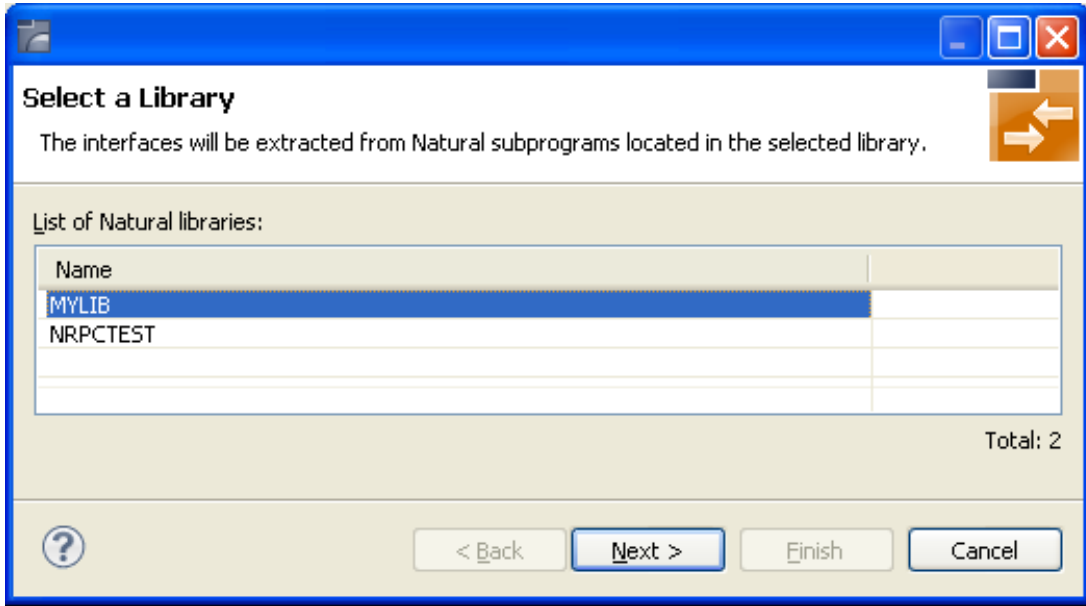 Select a Library
The interfaces will be extracted from Natural subprograms located in the selected library.
List of Natural libraries:
Name
MYLIB
NRPCTEST
Total: 2
? < Back Next > Finish Cancel